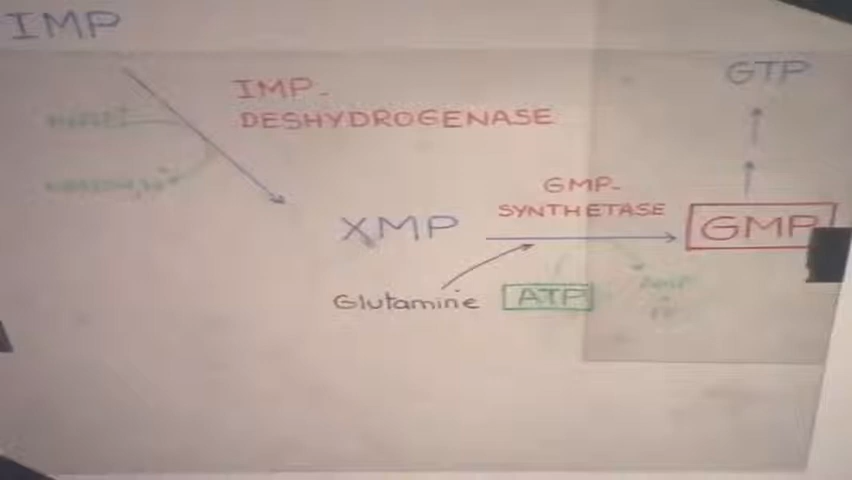 IMP
IMP-
DESHYDROGENASE
GTP
GMP-
SYNTHETASE
XMP
GMP
Glutamine
ATP